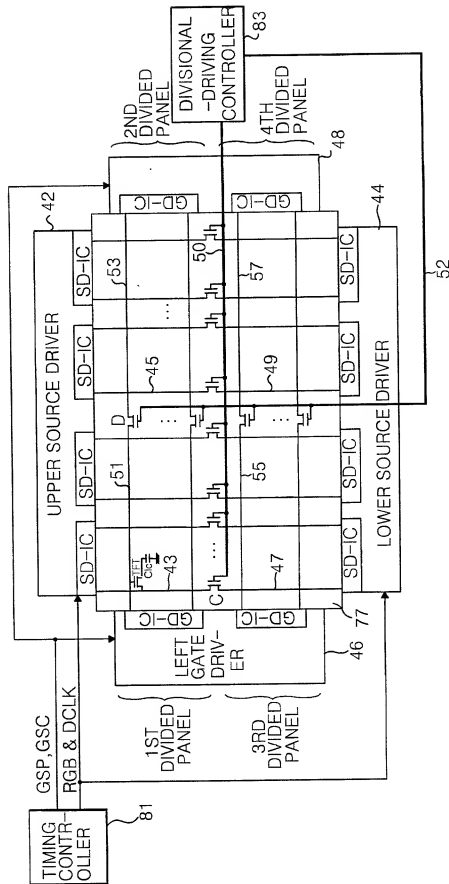 TIMING
CONTR-
OLLER
81
GSP,GSC
RGB & DCLK
UPPER SOURCE DRIVER
42
SD-IC
SD-IC
SD-IC
SD-IC
1ST
DIVIDED
PANEL
3RD
DIVIDED
PANEL
LEFT
GATE
DRIV-
ER
46
GD-IC
GD-IC
TFT
Clc
43
51
D
45
53
C
50
47
55
49
57
77
2ND
DIVIDED
PANEL
4TH
DIVIDED
PANEL
GD-IC
GD-IC
48
DIVISIONAL
-DRIVING
CONTROLLER
83
SD-IC
SD-IC
SD-IC
SD-IC
LOWER SOURCE DRIVER
44
52